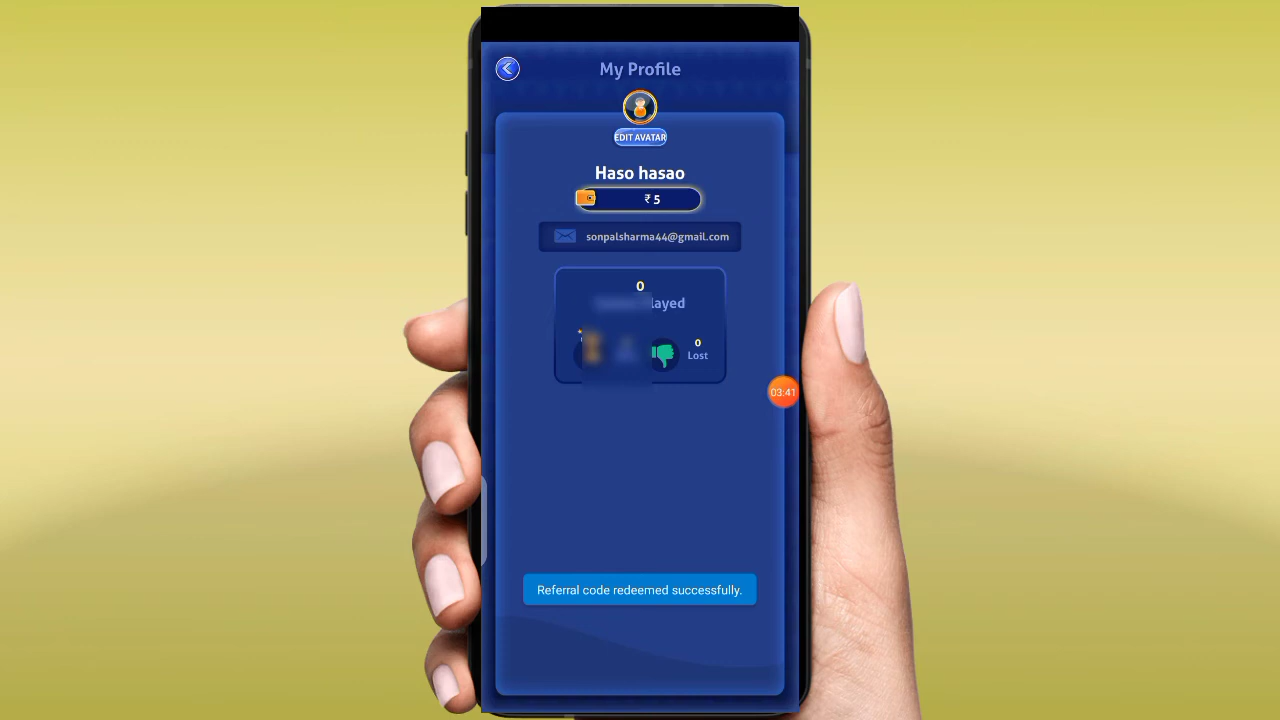 My Profile
EDIT AVATAR
Haso hasao
₹ 5
sonpalsharma44@gmail.com
0
0
Lost
03:41
Referral code redeemed successfully.